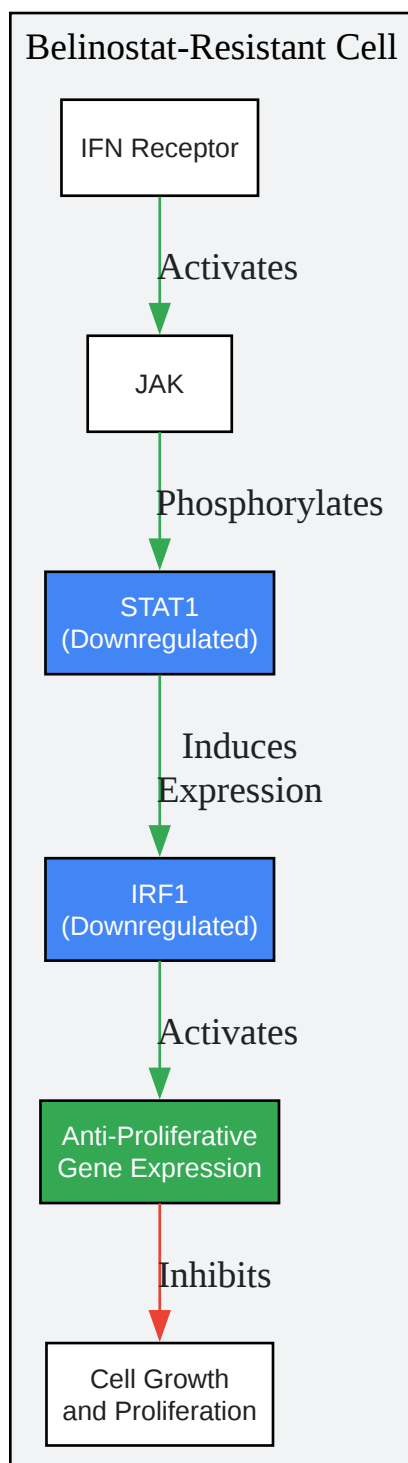 Belinostat-Resistant Cell
IFN Receptor
Activates
JAK
Phosphorylates
STAT1
(Downregulated)
Induces
Expression
IRF1
(Downregulated)
Activates
Anti-Proliferative
Gene Expression
Inhibits
Cell Growth
and Proliferation